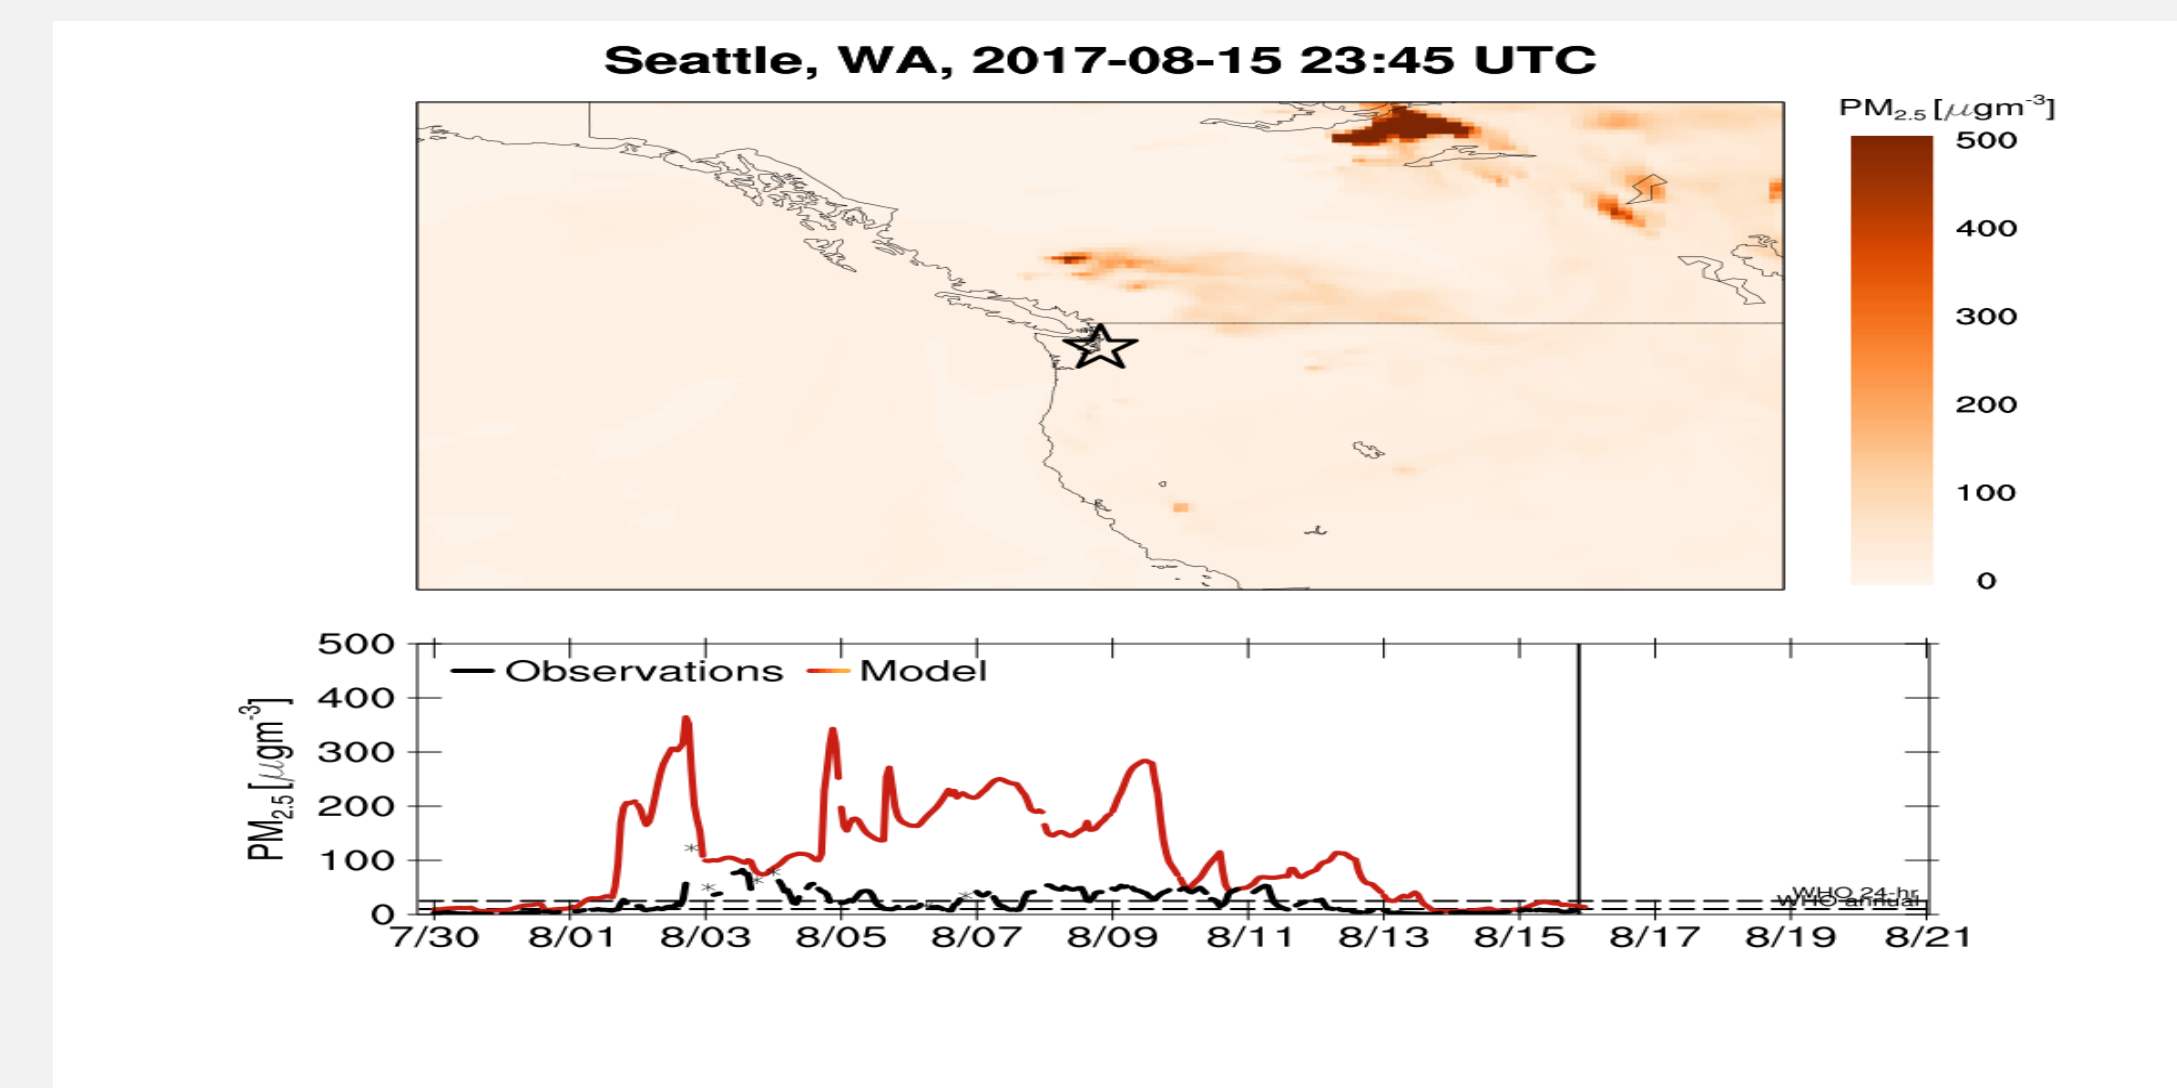 Seattle, WA, 2017-08-15 23:45 UTC
PM2.5 [μgm-3]
500
400
300
200
100
0
Observations Model
PM2.5 [μgm-3]
500
400
300
200
100
0
WHO 24-hr
WHO annual
7/30 8/01 8/03 8/05 8/07 8/09 8/11 8/13 8/15 8/17 8/19 8/21